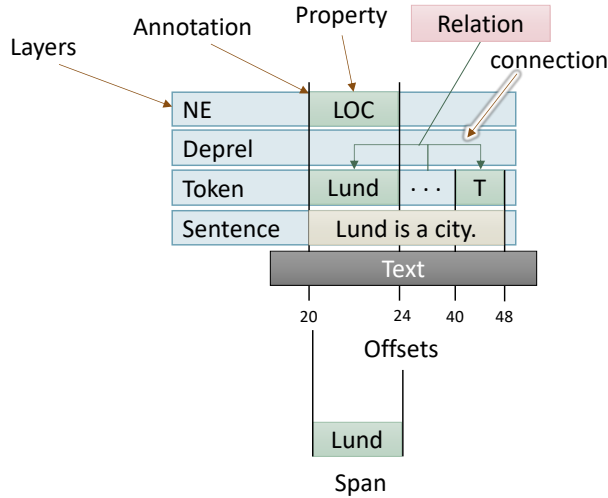 Property
Annotation
Relation
Layers
connection
NE
LOC
Deprel
Token
Lund
· · ·
T
Sentence
Lund is a city.
Text
20
24
40
48
Offsets
Lund
Span